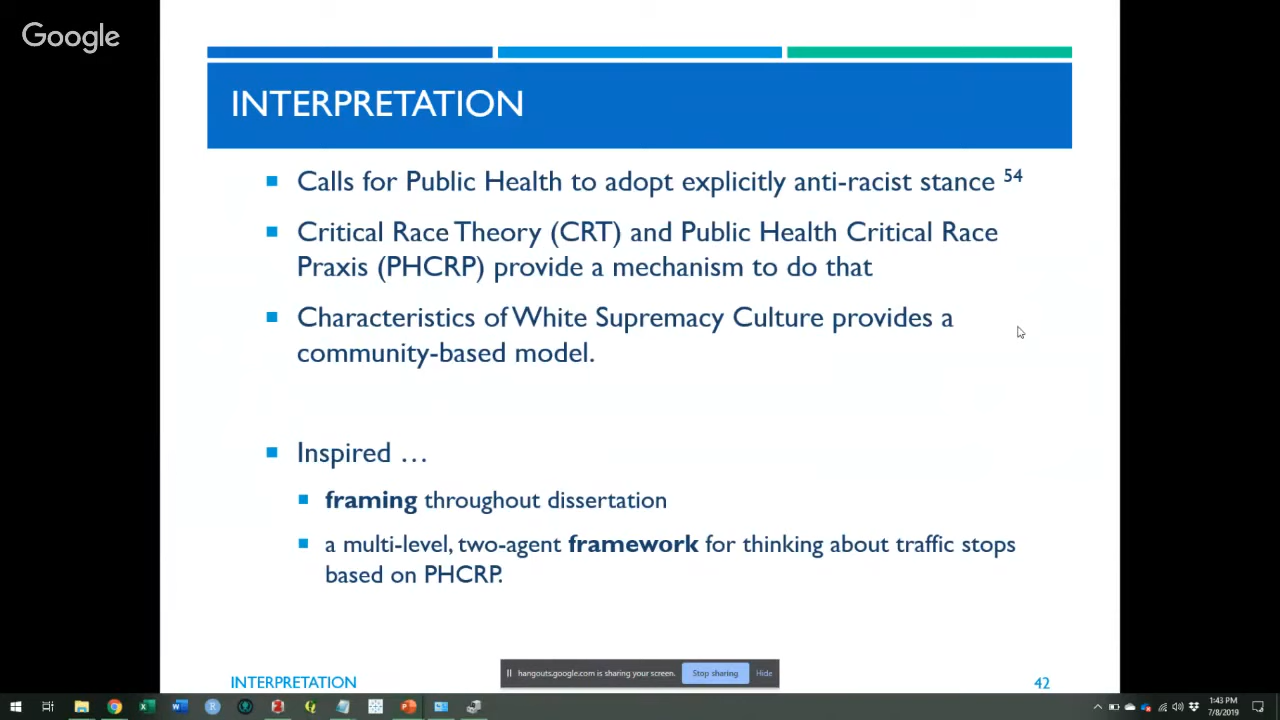 Google
INTERPRETATION
Calls for Public Health to adopt explicitly anti-racist stance 54
Critical Race Theory (CRT) and Public Health Critical Race
Praxis (PHCRP) provide a mechanism to do that
Characteristics of White Supremacy Culture provides a
community-based model.
Inspired …
framing throughout dissertation
a multi-level, two-agent framework for thinking about traffic stops
based on PHCRP.
hangouts.google.com is sharing your screen. Stop sharing Hide
INTERPRETATION 42
1:43 PM
7/8/2019